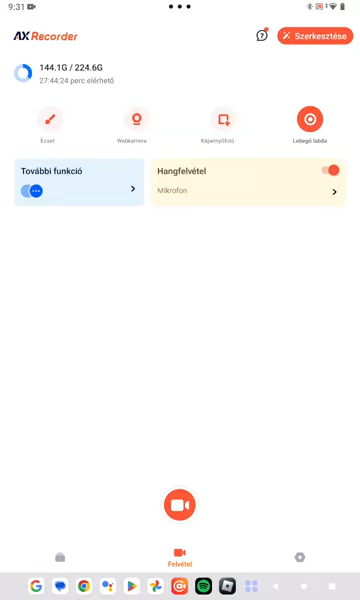 9:31
AX Recorder
Szerkesztése
144.1G / 224.6G
27:44:24 perc elérhető
Ecset
Webkamera
Képernyőfotó
Lebegő labda
További funkció
Hangfelvétel
Mikrofon
Felvétel